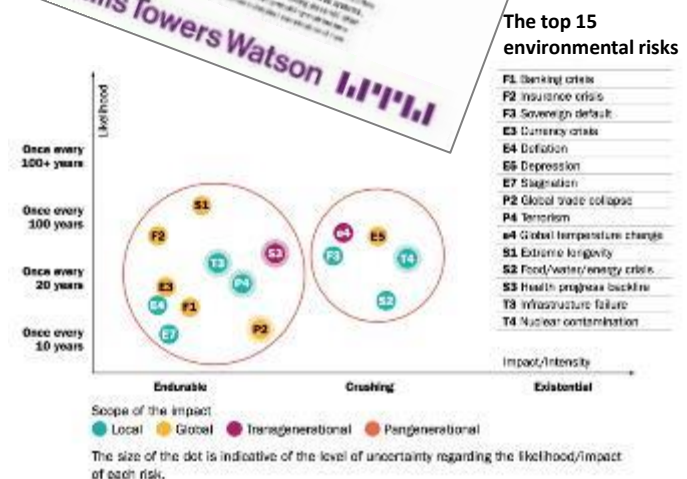 Towers Watson
The top 15
environmental risks
Likelihood
F1 Banking crisis
F2 Insurance crisis
F3 Sovereign default
E3 Currency crisis
E4 Deflation
E5 Depression
E7 Stagnation
P2 Global trade collapse
P4 Terrorism
e4 Global temperature change
S1 Extreme longevity
S2 Food/water/energy crisis
S3 Health progress backfire
T3 Infrastructure failure
T4 Nuclear contamination
Once every
100+ years
Once every
100 years
Once every
20 years
Once every
10 years
S1
F2
T3
S3
P4
E3
E4
F1
E7
P2
e4
E5
F3
T4
S2
Impact/Intensity
Endurable
Crushing
Existential
Scope of the impact
Local
Global
Transgenerational
Pangenerational
The size of the dot is indicative of the level of uncertainty regarding the likelihood/impact
of each risk.